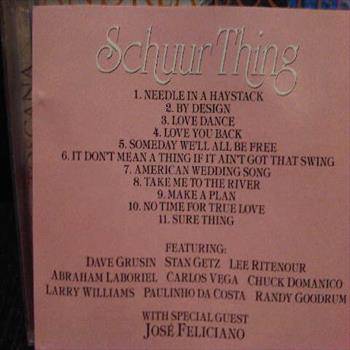 Schuur Thing
1. NEEDLE IN A HAYSTACK
2. BY DESIGN
3. LOVE DANCE
4. LOVE YOU BACK
5. SOMEDAY WE'LL ALL BE FREE
6. IT DON'T MEAN A THING IF IT AIN'T GOT THAT SWING
7. AMERICAN WEDDING SONG
8. TAKE ME TO THE RIVER
9. MAKE A PLAN
10. NO TIME FOR TRUE LOVE
11. SURE THING
FEATURING:
DAVE GRUSIN STAN GETZ LEE RITENOUR
ABRAHAM LABORIEL CARLOS VEGA CHUCK DOMANICO
LARRY WILLIAMS PAULINHO DA COSTA RANDY GOODRUM
WITH SPECIAL GUEST
JOSÉ FELICIANO